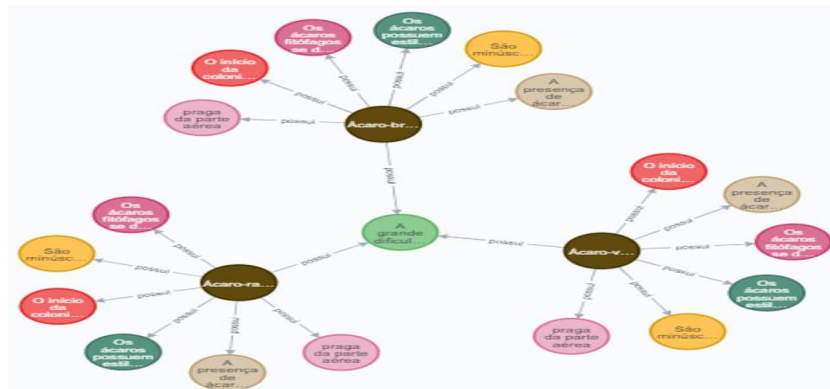 Os
ácaros
fitófagos
se d...
Os
ácaros
possuem
estil...
São
minúsc...
O início
da
coloni...
A
presença
de
ácar...
praga
da parte
aérea
possui
possui
possui
possui
possui
possui
Ácaro-br...
possui
O início
da
coloni...
A
presença
de
ácar...
Os
ácaros
fitófagos
se d...
Os
ácaros
fitófagos
se d...
A
grande
dificul...
São
minúsc...
Ácaro-v...
Ácaro-ra...
possui
possui
possui
possui
possui
possui
possui
possui
possui
possui
possui
possui
possui
possui
O início
da
coloni...
Os
ácaros
possuem
estil...
Os
ácaros
possuem
estil...
praga
da parte
aérea
São
minúsc...
praga
da parte
aérea
A
presença
de
ácar...